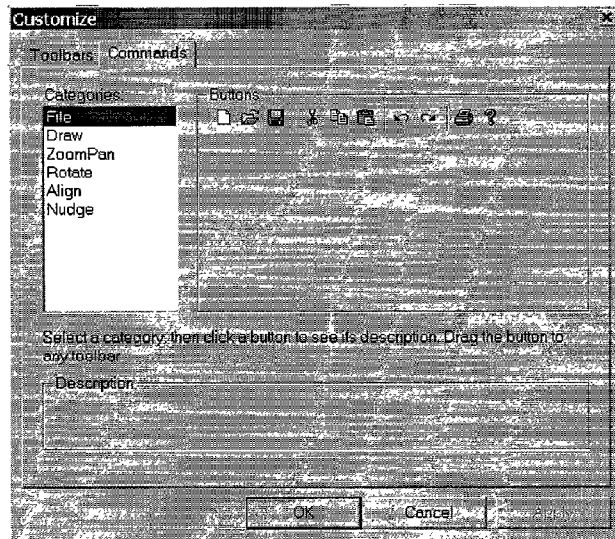 Customize
Toolbars Commands
Categories
Buttons
File
Draw
ZoomPan
Rotate
Align
Nudge
Select a category, then click a button to see its description. Drag the button to
any toolbar
Description
OK Cancel Apply